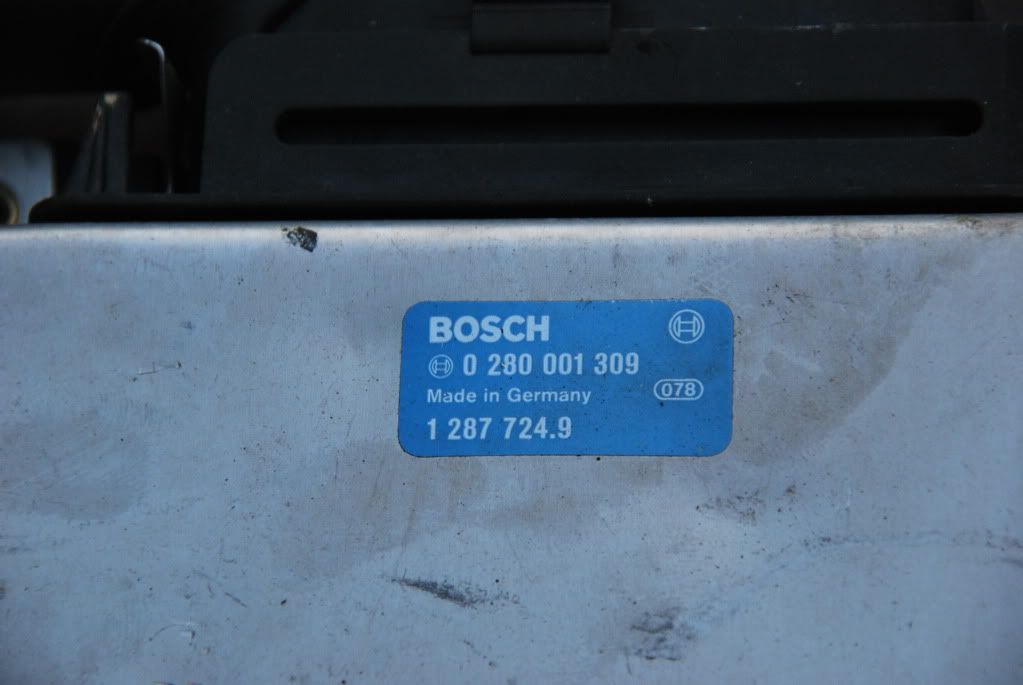 BOSCH
0 280 001 309
Made in Germany 078
1 287 724.9